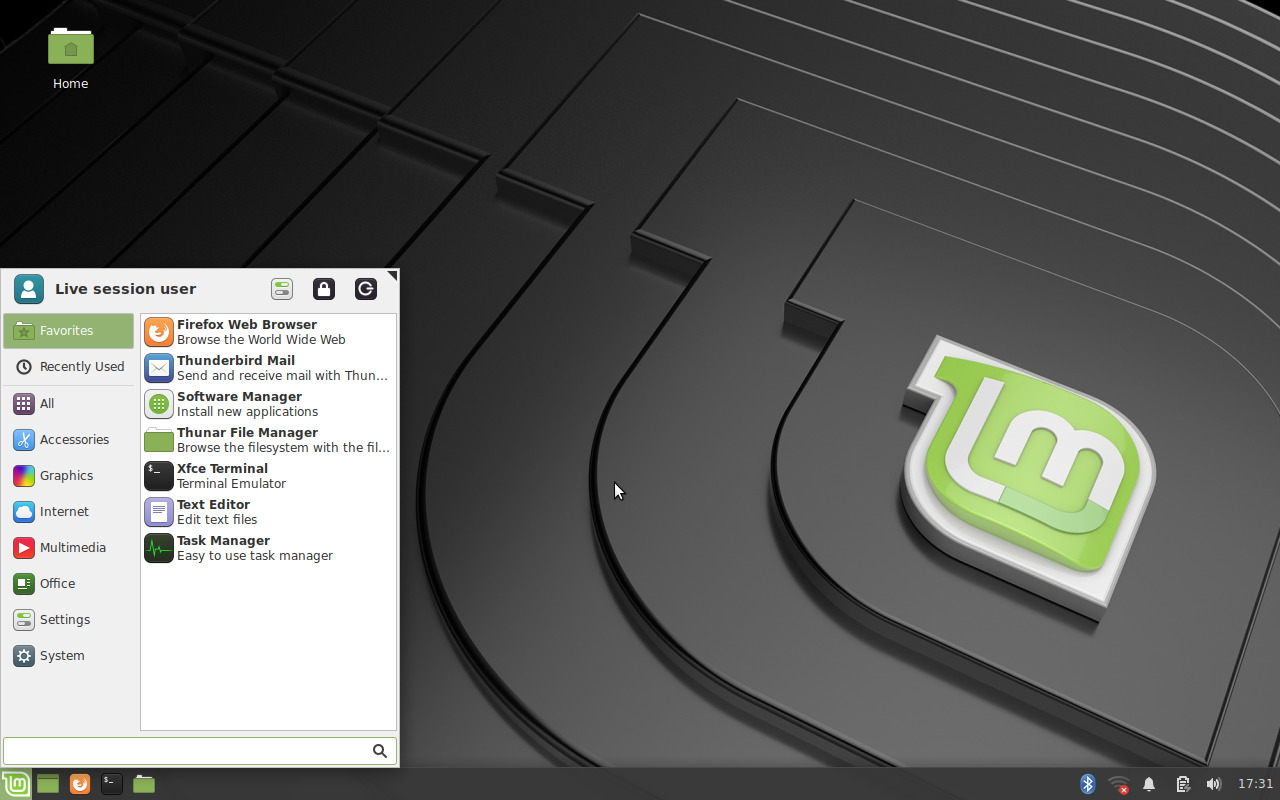 Home
Live session user
Favorites
Recently Used
All
Accessories
Graphics
Internet
Multimedia
Office
Settings
System
Firefox Web Browser
Browse the World Wide Web
Thunderbird Mail
Send and receive mail with Thun...
Software Manager
Install new applications
Thunar File Manager
Browse the filesystem with the fil...
Xfce Terminal
Terminal Emulator
Text Editor
Edit text files
Task Manager
Easy to use task manager
17:31